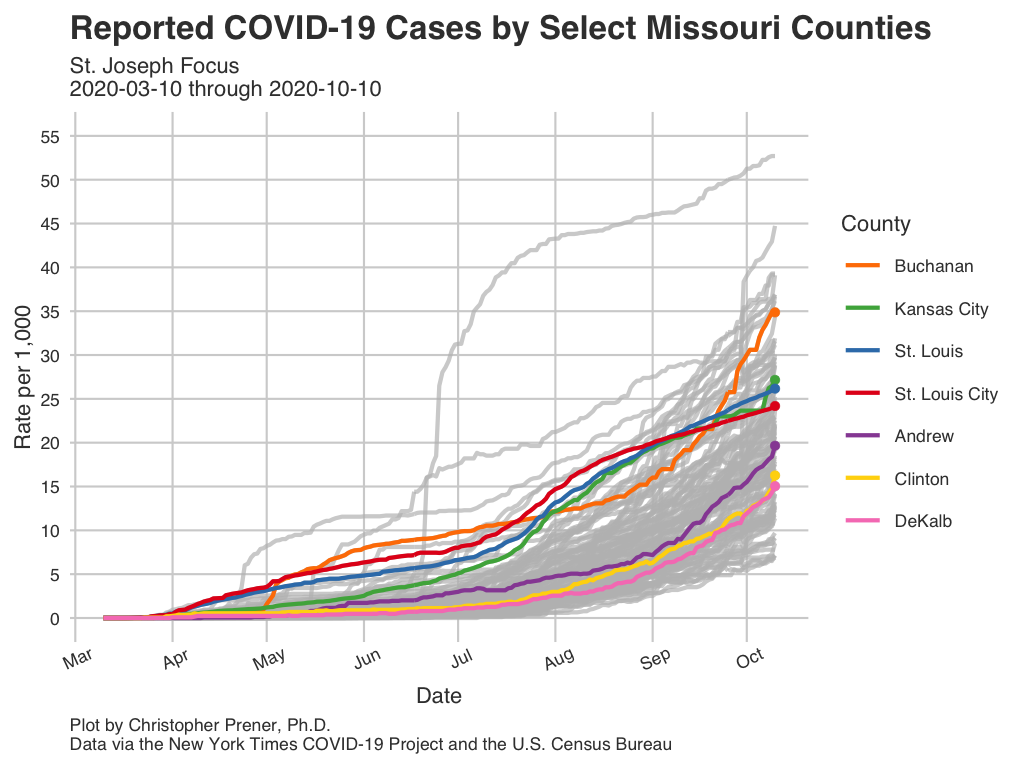 Reported COVID-19 Cases by Select Missouri Counties
St. Joseph Focus
2020-03-10 through 2020-10-10
55
50
45
40
35
30
25
20
15
10
5
0
Rate per 1,000
Mar
Apr
May
Jun
Jul
Aug
Sep
Oct
Date
County
Buchanan
Kansas City
St. Louis
St. Louis City
Andrew
Clinton
DeKalb
Plot by Christopher Prener, Ph.D.
Data via the New York Times COVID-19 Project and the U.S. Census Bureau